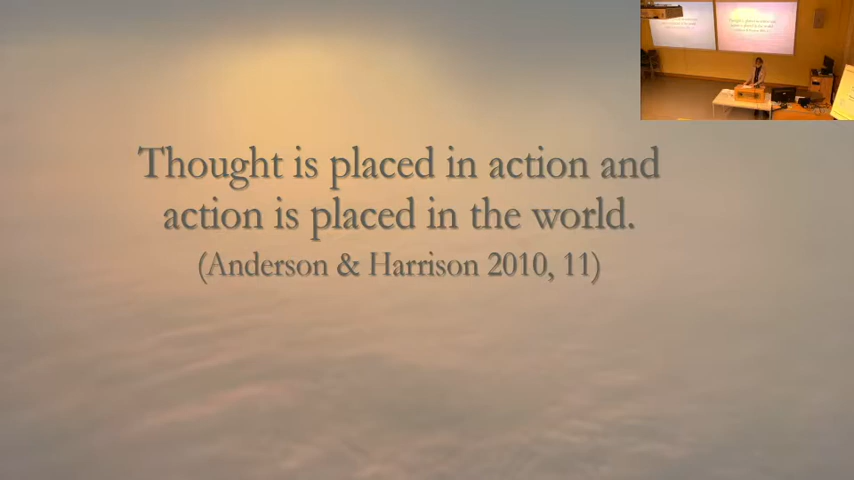 Thought is placed in action and
action is placed in the world.
(Anderson & Harrison 2010, 11)